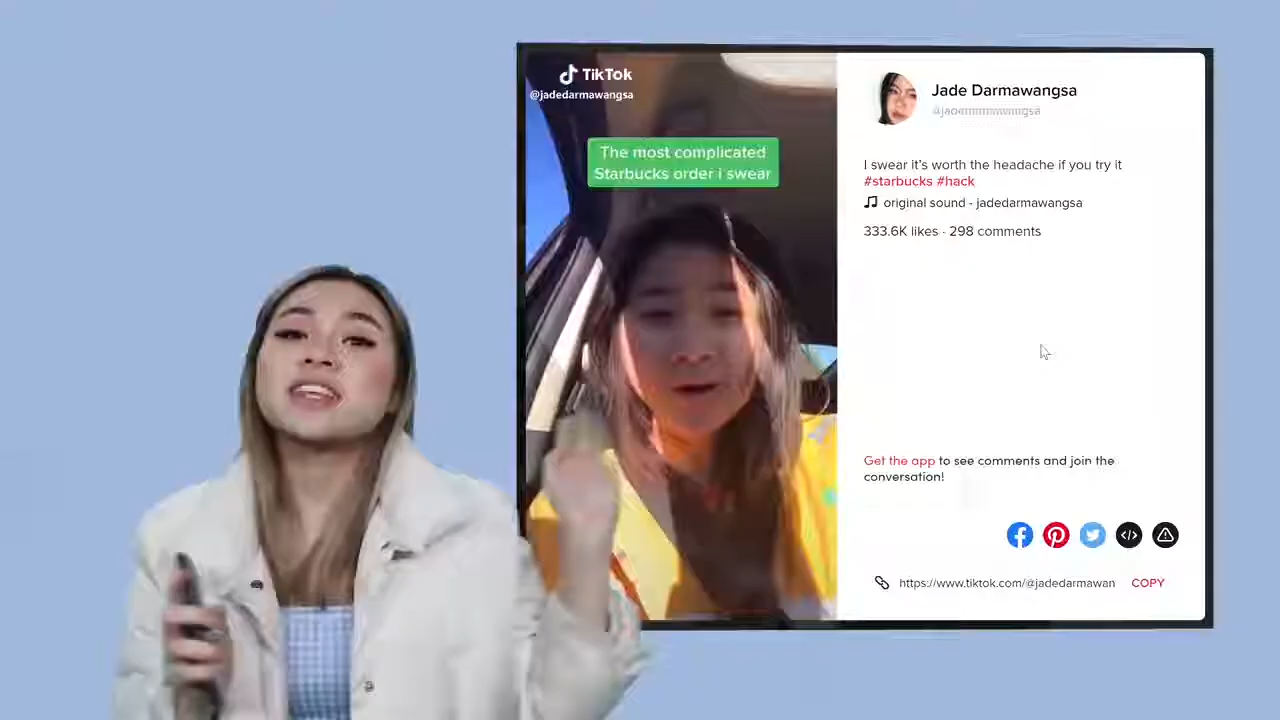 TikTok
@jadedarmawangsa
The most complicated
Starbucks order i swear
Jade Darmawangsa
I swear it's worth the headache if you try it
#starbucks #hack
original sound - jadedarmawangsa
333.6K likes · 298 comments
Get the app to see comments and join the
conversation!
https://www.tiktok.com/@jadedarmawan COPY